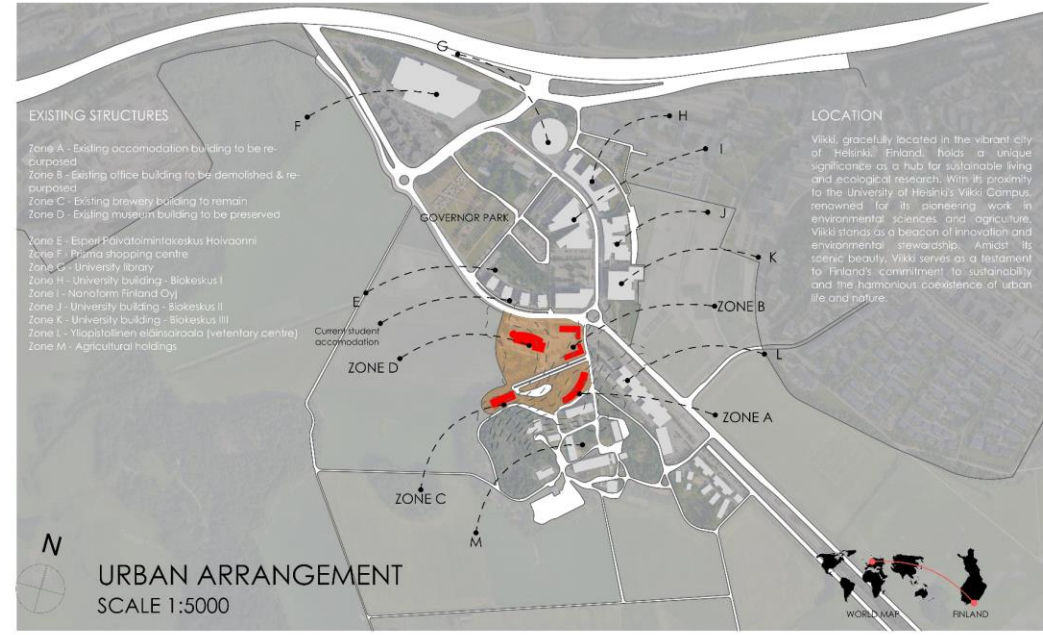 EXISTING STRUCTURES
Zone A - Existing accomodation building to be re-
purposed
Zone B - Existing office building to be demolished & re-
purposed
Zone C - Existing brewery building to remain
Zone D - Existing museum building to be preserved
Zone E - Esperi Päivätoimintakeskus Hoivaonni
Zone F - Prisma shopping centre
Zone G - University library
Zone H - University building - Biokeskus I
Zone I - Nanoform Finland Oyj
Zone J - University building - Biokeskus II
Zone K - University building - Biokeskus III
Zone L - Yliopistollinen eläinsairaala (vetentary centre)
Zone M - Agricultural holdings
G
F
H
I
J
K
GOVERNOR PARK
E
Current student
accomodation
ZONE B
ZONE D
L
ZONE A
ZONE C
M
LOCATION
Viikki, gracefully located in the vibrant city
of Helsinki, Finland, holds a unique
significance as a hub for sustainable living
and ecological research. With its proximity
to the University of Helsinki's Viikki Campus,
renowned for its pioneering work in
environmental sciences and agriculture,
Viikki stands as a beacon of innovation and
environmental stewardship. Amidst its
scenic beauty, Viikki serves as a testament
to Finland's commitment to sustainability
and the harmonious coexistence of urban
life and nature.
N
URBAN ARRANGEMENT
SCALE 1:5000
WORLD MAP
FINLAND